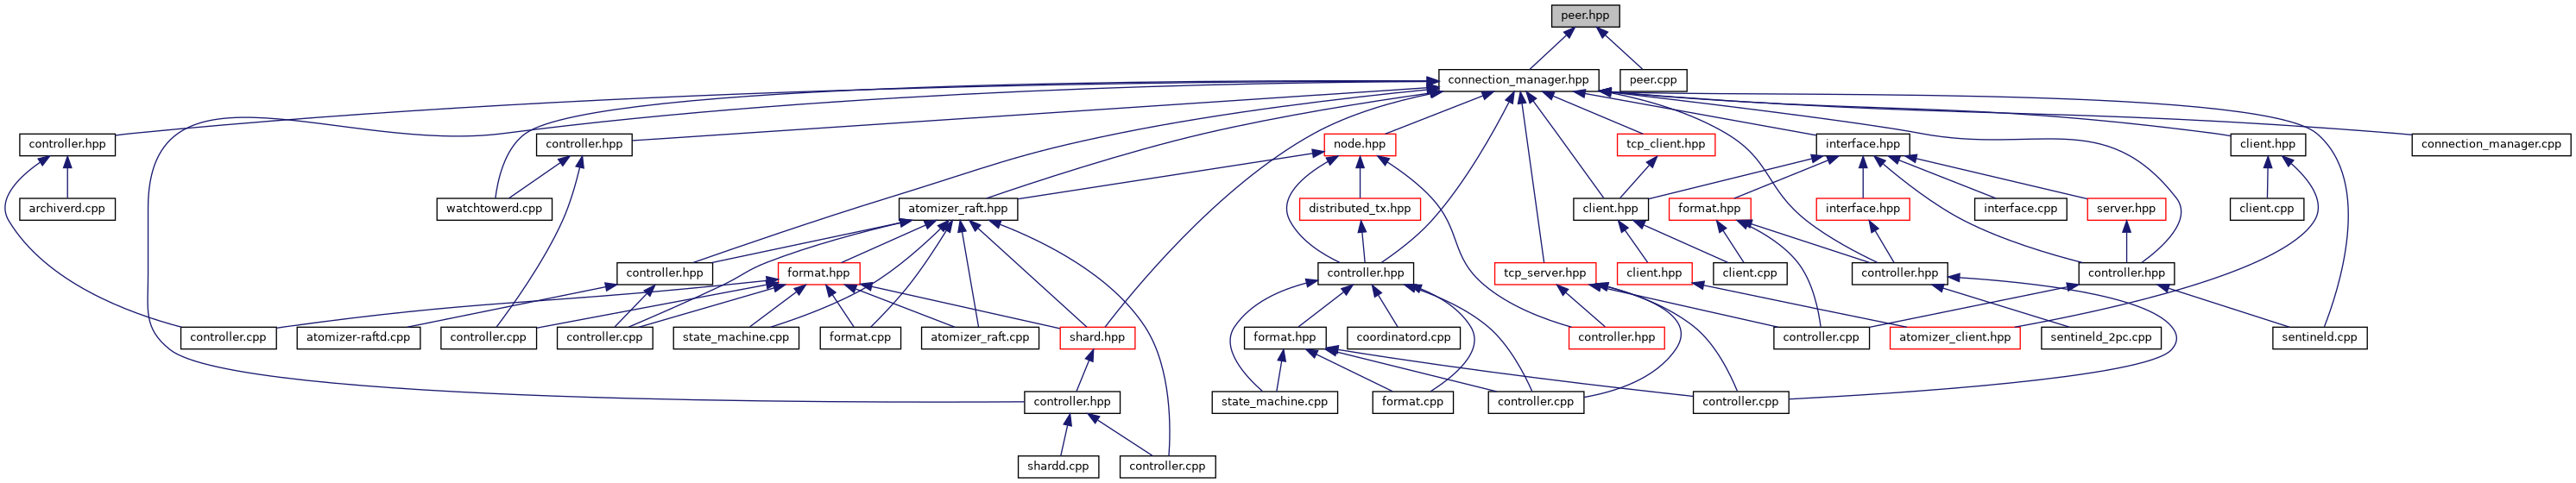 peer.hpp
connection_manager.hpp
peer.cpp
controller.hpp
controller.hpp
node.hpp
tcp_client.hpp
interface.hpp
client.hpp
connection_manager.cpp
archiverd.cpp
watchtowerd.cpp
atomizer_raft.hpp
distributed_tx.hpp
client.hpp
format.hpp
interface.hpp
interface.cpp
server.hpp
client.cpp
controller.hpp
format.hpp
controller.hpp
tcp_server.hpp
client.hpp
client.cpp
controller.hpp
controller.hpp
controller.cpp
atomizer-raftd.cpp
controller.cpp
controller.cpp
state_machine.cpp
format.cpp
atomizer_raft.cpp
shard.hpp
format.hpp
coordinatord.cpp
controller.hpp
controller.cpp
atomizer_client.hpp
sentineld_2pc.cpp
sentineld.cpp
controller.hpp
state_machine.cpp
format.cpp
controller.cpp
controller.cpp
shardd.cpp
controller.cpp